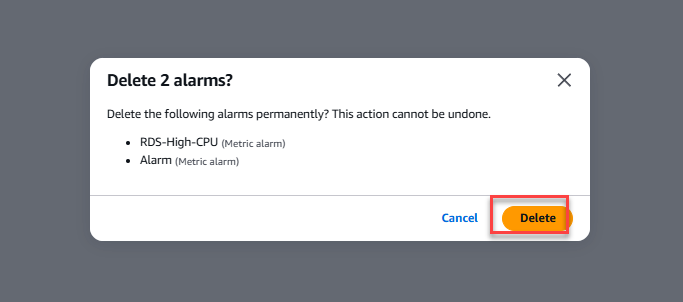 Delete 2 alarms?
Delete the following alarms permanently? This action cannot be undone.
• RDS-High-CPU (Metric alarm)
• Alarm (Metric alarm)
Cancel Delete